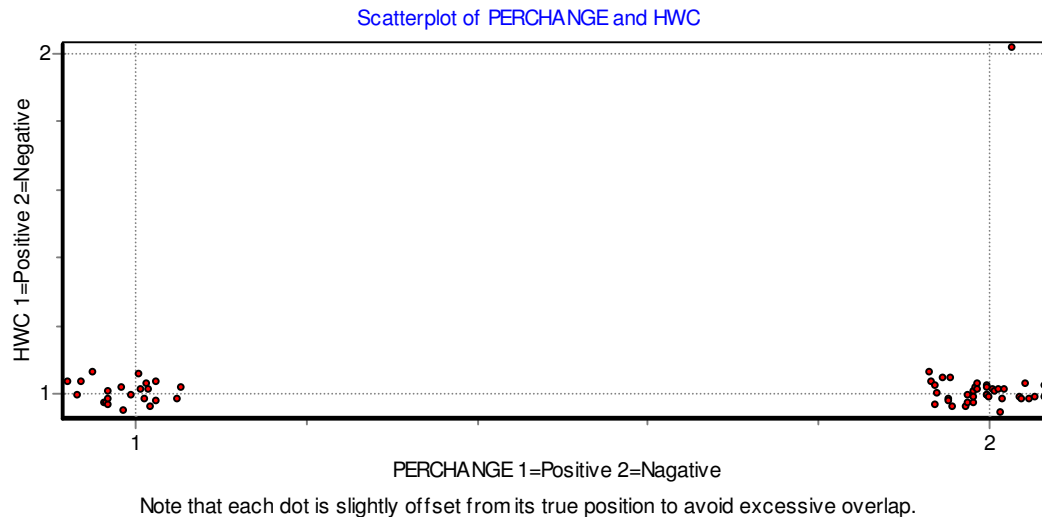 Scatterplot of PERCHANGE and HWC
2
HWC 1=Positive 2=Negative
1
1
2
PERCHANGE 1=Positive 2=Nagative
Note that each dot is slightly offset from its true position to avoid excessive overlap.